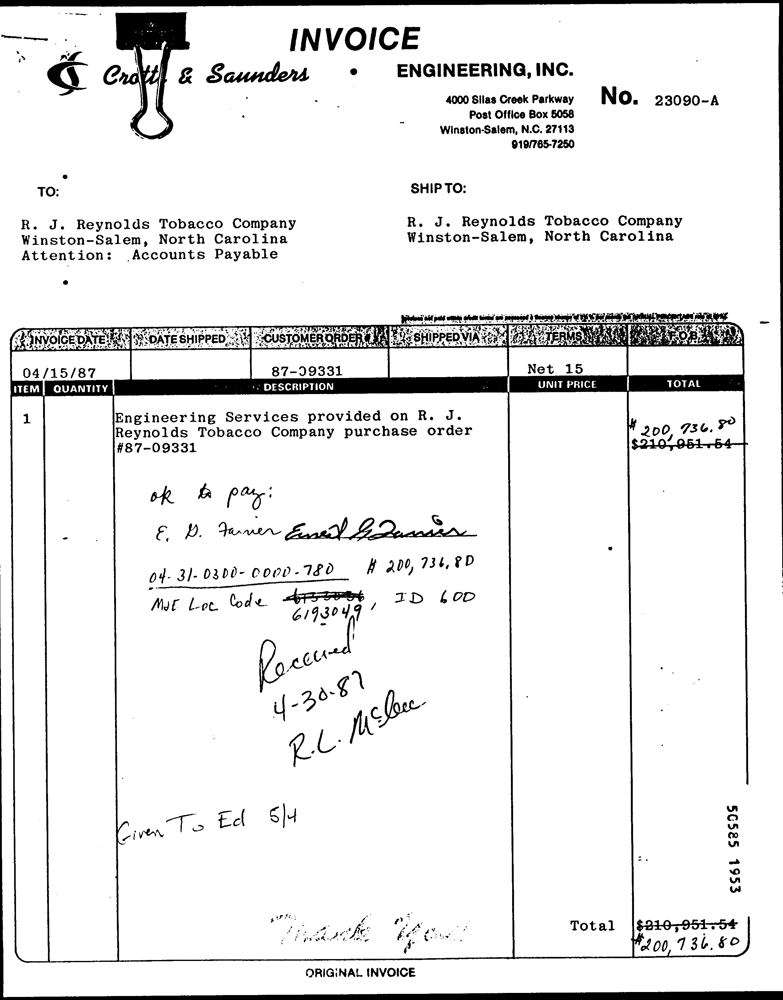 INVOICE
Crott & Saunders • ENGINEERING, INC.
4000 Silas Creek Parkway
Post Office Box 5058
Winston-Salem, N.C. 27113
919/765-7250
No. 23090-A
TO:
R. J. Reynolds Tobacco Company
Winston-Salem, North Carolina
Attention: Accounts Payable
SHIP TO:
R. J. Reynolds Tobacco Company
Winston-Salem, North Carolina
INVOICE DATE DATE SHIPPED CUSTOMER ORDER # SHIPPED VIA TERMS F.O.B.
04/15/87 87-09331 Net 15
ITEM QUANTITY DESCRIPTION UNIT PRICE TOTAL
1 Engineering Services provided on R. J.
Reynolds Tobacco Company purchase order
#87-09331
$200,736.80
$210,951.54
ok to pay:
E. D. Farrier
04-31-0300-0000-780 $200,736.80
MJE Loc Code 6193049, ID 600
Received
4-30-87
R.L. McGee
Given To Ed 5/4
50585 1953
Thank You
Total $210,951.54
$200,736.80
ORIGINAL INVOICE